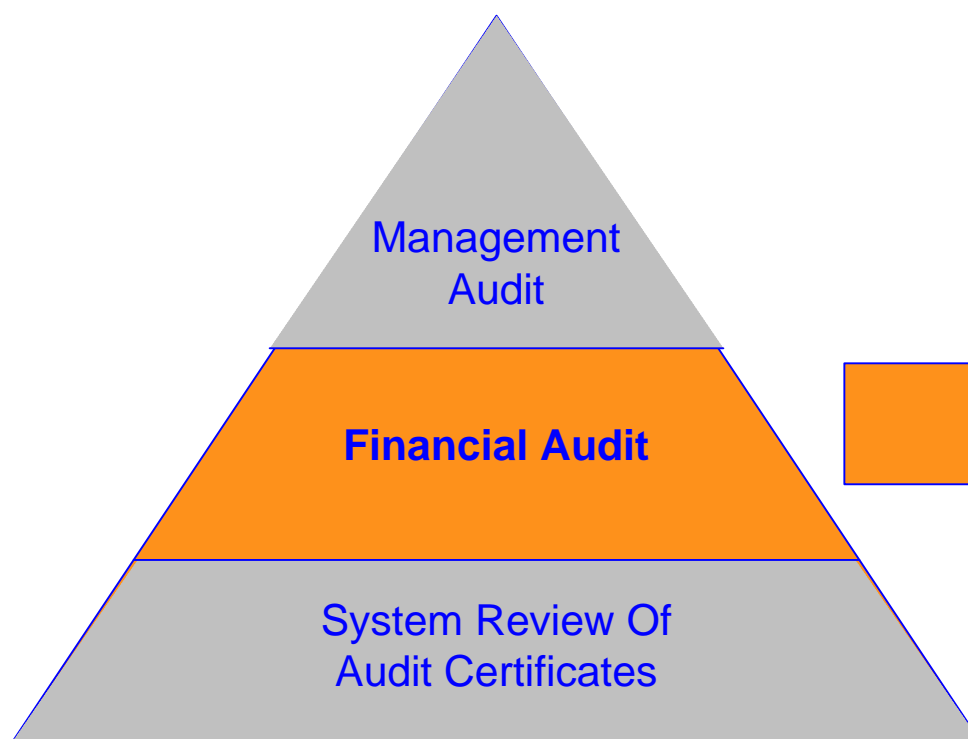 Management
Audit
Financial Audit
System Review Of
Audit Certificates